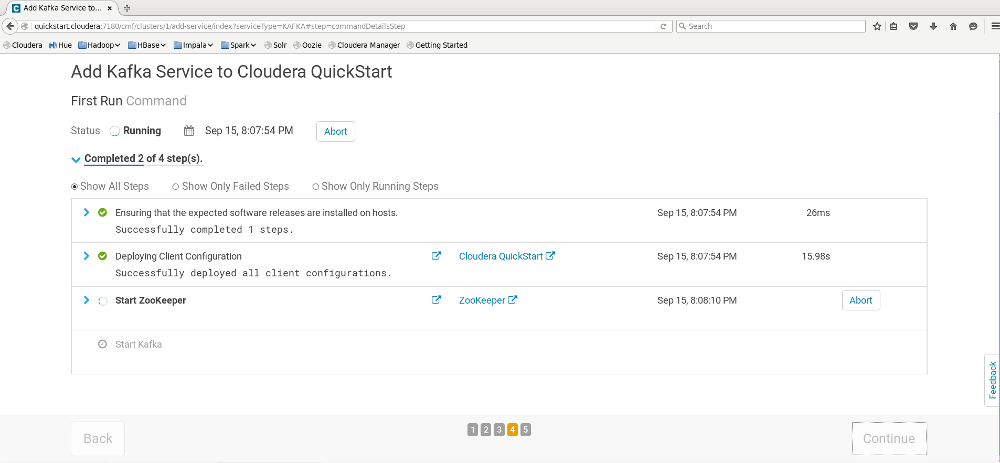 Add Kafka Service to...
quickstart.cloudera:7180/cmf/clusters/1/add-service/index?serviceType=KAFKA#step=commandDetailsStep Search
Cloudera Hue Hadoop HBase Impala Spark Solr Oozie Cloudera Manager Getting Started
Add Kafka Service to Cloudera QuickStart
First Run Command
Status Running Sep 15, 8:07:54 PM Abort
Completed 2 of 4 step(s).
Show All Steps Show Only Failed Steps Show Only Running Steps
Ensuring that the expected software releases are installed on hosts. Sep 15, 8:07:54 PM 26ms
Successfully completed 1 steps.
Deploying Client Configuration Cloudera QuickStart Sep 15, 8:07:54 PM 15.98s
Successfully deployed all client configurations.
Start ZooKeeper ZooKeeper Sep 15, 8:08:10 PM Abort
Start Kafka
Feedback
Back 1 2 3 4 5 Continue